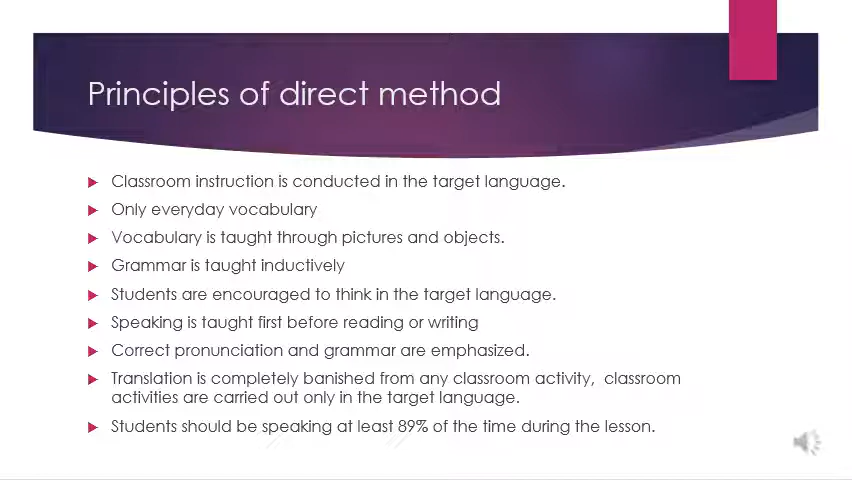 Principles of direct method
Classroom instruction is conducted in the target language.
Only everyday vocabulary
Vocabulary is taught through pictures and objects.
Grammar is taught inductively
Students are encouraged to think in the target language.
Speaking is taught first before reading or writing
Correct pronunciation and grammar are emphasized.
Translation is completely banished from any classroom activity,  classroom
activities are carried out only in the target language.
Students should be speaking at least 89% of the time during the lesson.